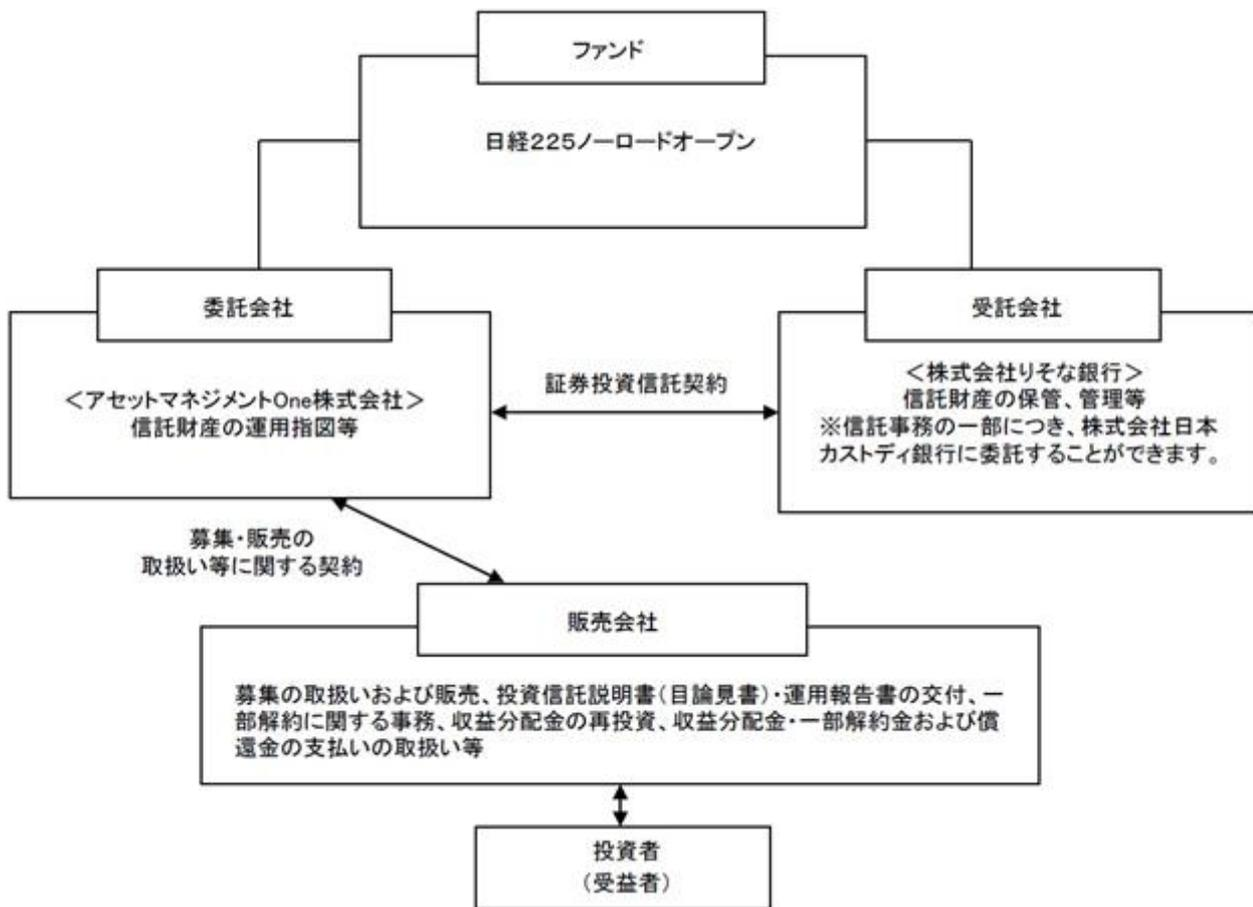 ファンド
日経225ノーロードオープン
委託会社
<アセットマネジメントOne株式会社>
信託財産の運用指図等
証券投資信託契約
受託会社
<株式会社りそな銀行>
信託財産の保管、管理等
※信託事務の一部につき、株式会社日本
カストディ銀行に委託することができます。
募集・販売の
取扱い等に関する契約
販売会社
募集の取扱いおよび販売、投資信託説明書(目論見書)・運用報告書の交付、一
部解約に関する事務、収益分配金の再投資、収益分配金・一部解約金および償
還金の支払いの取扱い等
投資者
(受益者)